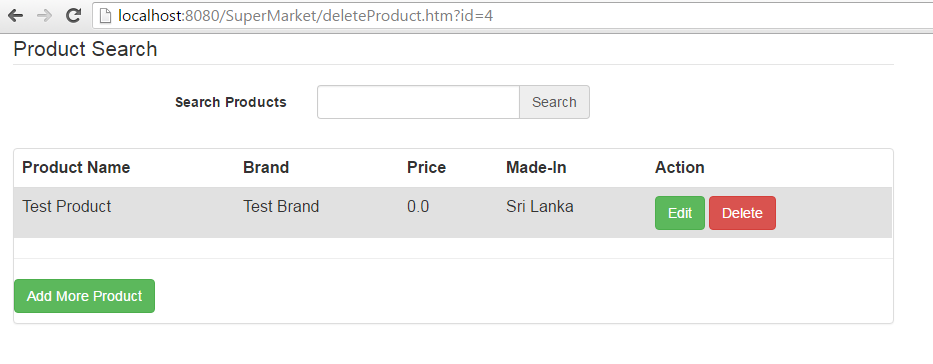 localhost:8080/SuperMarket/deleteProduct.htm?id=4
Product Search
Search Products Search
Product Name Brand Price Made-In Action
Test Product Test Brand 0.0 Sri Lanka Edit Delete
Add More Product